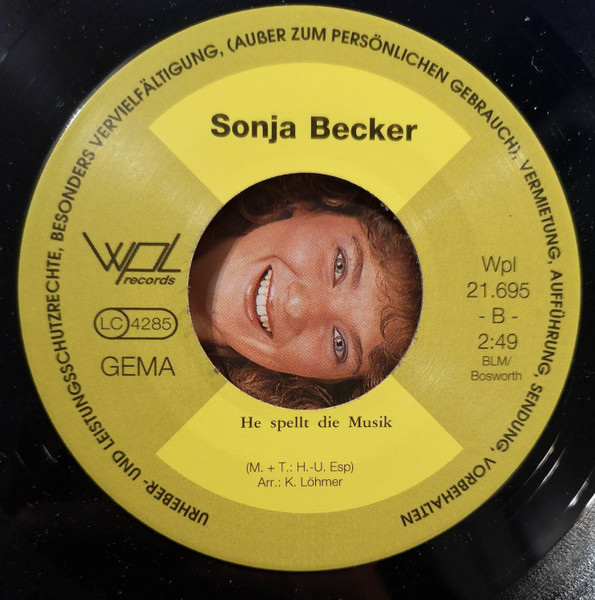 URHEBER- UND LEISTUNGSSCHUTZRECHTE, BESONDERS VERVIELFÄLTIGUNG, (AUßER ZUM PERSÖNLICHEN GEBRAUCH), VERMIETUNG, AUFFÜHRUNG, SENDUNG, VORBEHALTEN
Sonja Becker
WPL
records
LC 4285
GEMA
Wpl
21.695
- B -
2:49
BLM/
Bosworth
He spellt die Musik
(M. + T.: H.-U. Esp)
Arr.: K. Löhmer